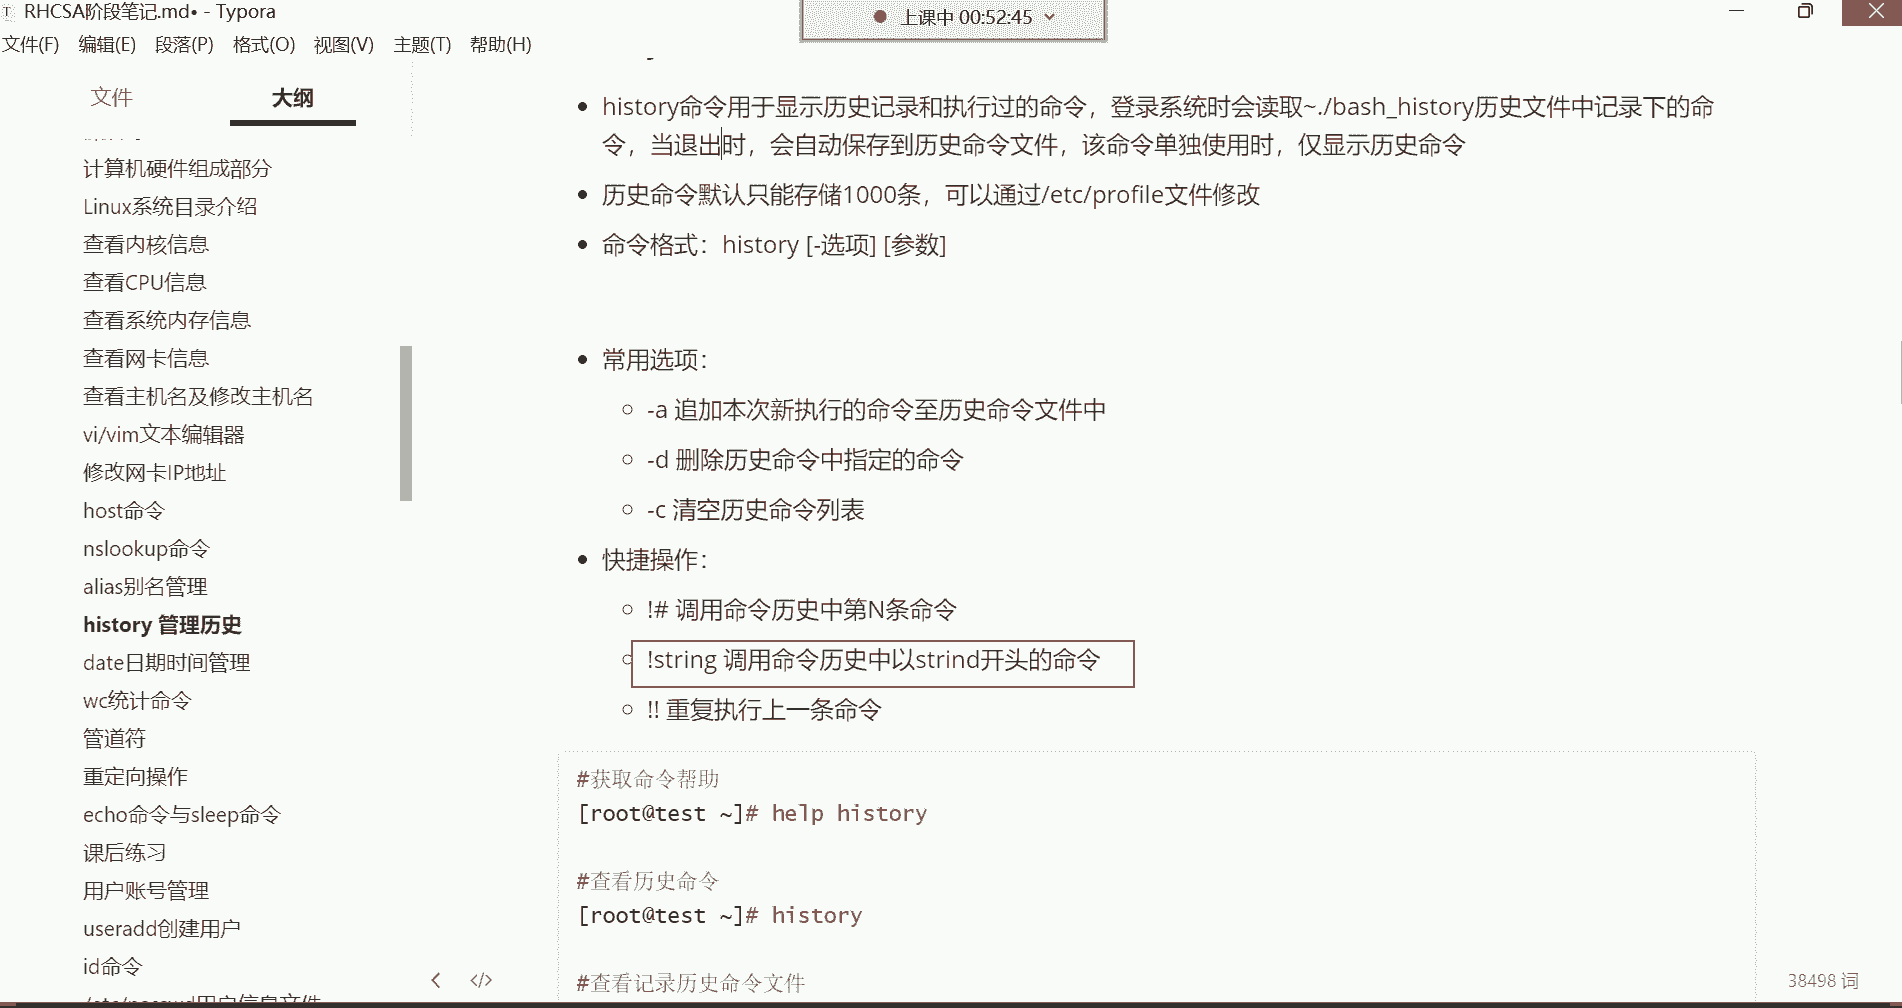 RHCSA阶段笔记.md• - Typora
上课中 00:52:45
文件(F) 编辑(E) 段落(P) 格式(O) 视图(V) 主题(T) 帮助(H)
文件
大纲
计算机硬件组成部分
Linux系统目录介绍
查看内核信息
查看CPU信息
查看系统内存信息
查看网卡信息
查看主机名及修改主机名
vi/vim文本编辑器
修改网卡IP地址
host命令
nslookup命令
alias别名管理
history 管理历史
date日期时间管理
wc统计命令
管道符
重定向操作
echo命令与sleep命令
课后练习
用户账号管理
useradd创建用户
id命令
/etc/passwd用户信息文件
history命令用于显示历史记录和执行过的命令，登录系统时会读取~./bash_history历史文件中记录下的命
令，当退出时，会自动保存到历史命令文件，该命令单独使用时，仅显示历史命令
历史命令默认只能存储1000条，可以通过/etc/profile文件修改
命令格式：history [-选项] [参数]
常用选项：
-a 追加本次新执行的命令至历史命令文件中
-d 删除历史命令中指定的命令
-c 清空历史命令列表
快捷操作：
!# 调用命令历史中第N条命令
!string 调用命令历史中以strind开头的命令
!! 重复执行上一条命令
#获取命令帮助
[root@test ~]# help history
#查看历史命令
[root@test ~]# history
#查看记录历史命令文件
38498 词